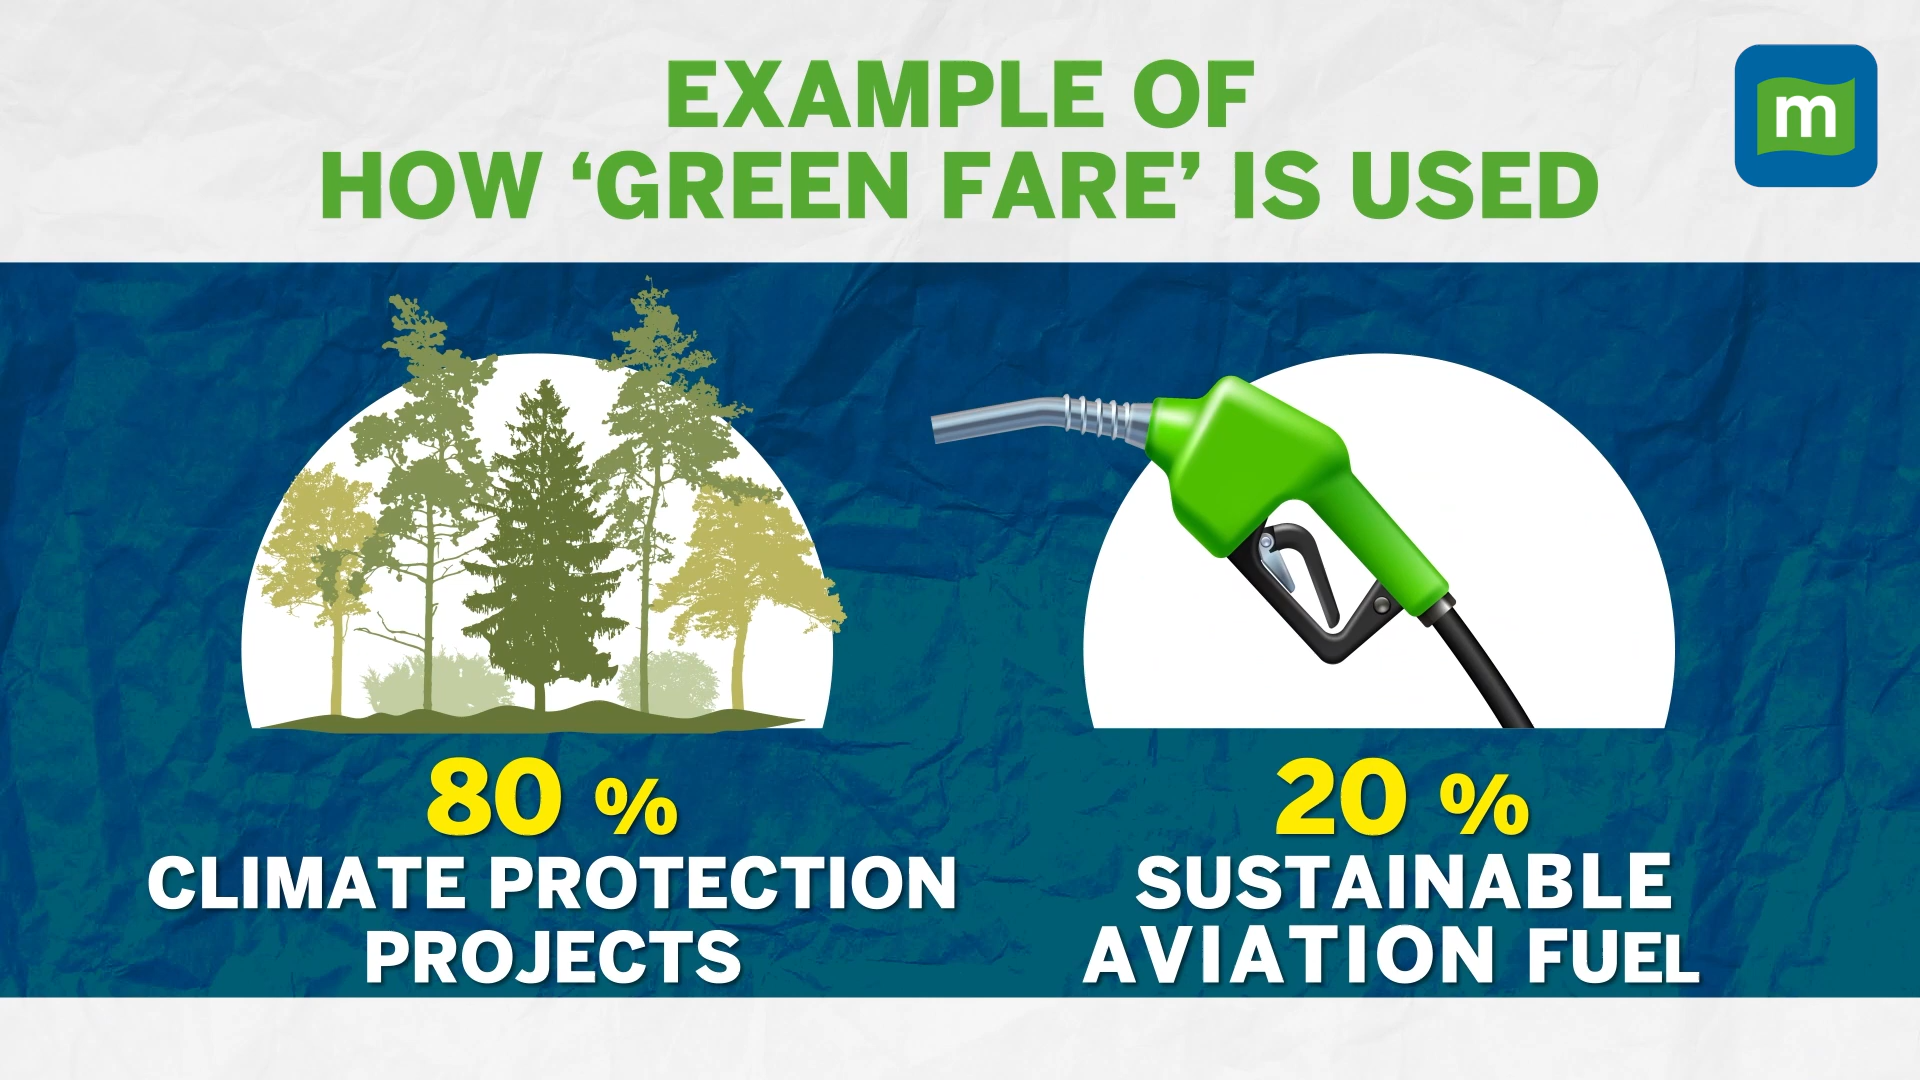 EXAMPLE OF
HOW ‘GREEN FARE’ IS USED
m
80 %
CLIMATE PROTECTION
PROJECTS
20 %
SUSTAINABLE
AVIATION FUEL